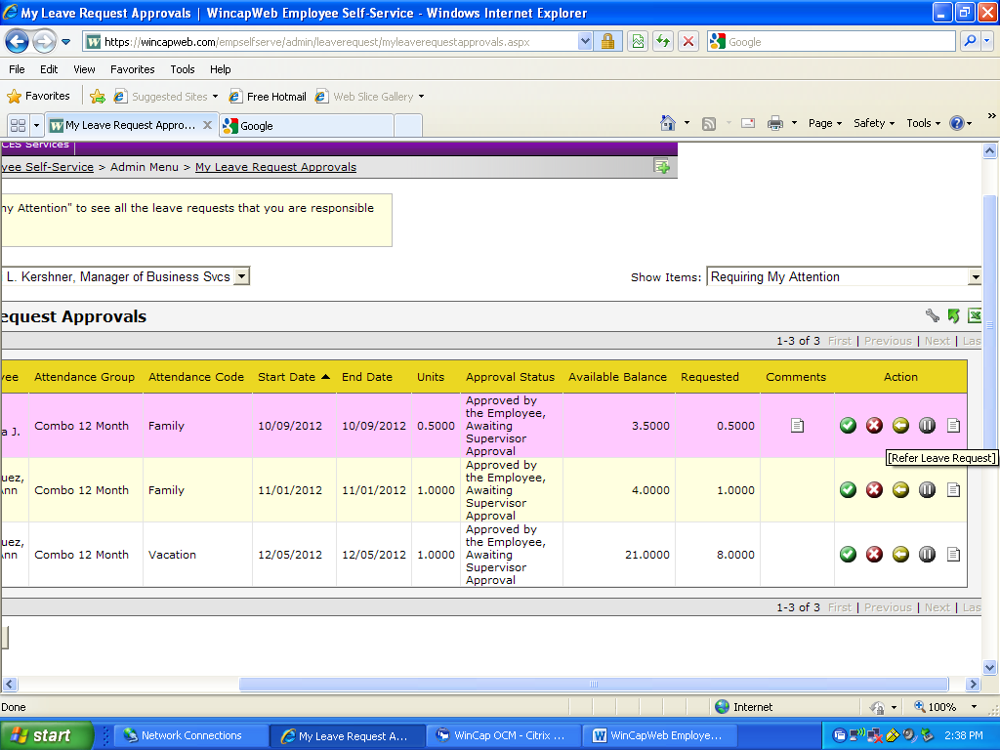 My Leave Request Approvals | WincapWeb Employee Self-Service - Windows Internet Explorer
https://wincapweb.com/empselfserve/admin/leaverequest/myleaverequestapprovals.aspx
Google
File Edit View Favorites Tools Help
Favorites Suggested Sites Free Hotmail Web Slice Gallery
My Leave Request Appro... Google Page Safety Tools
CES Services
yee Self-Service > Admin Menu > My Leave Request Approvals
ny Attention" to see all the leave requests that you are responsible
L. Kershner, Manager of Business Svcs Show Items: Requiring My Attention
equest Approvals
1-3 of 3 First | Previous | Next | Las
yee Attendance Group Attendance Code Start Date End Date Units Approval Status Available Balance Requested Comments Action
a J. Combo 12 Month Family 10/09/2012 10/09/2012 0.5000 Approved by
the Employee,
Awaiting
Supervisor
Approval
3.5000 0.5000
[Refer Leave Request]
uez,
nn Combo 12 Month Family 11/01/2012 11/01/2012 1.0000 Approved by
the Employee,
Awaiting
Supervisor
Approval
4.0000 1.0000
uez,
nn Combo 12 Month Vacation 12/05/2012 12/05/2012 1.0000 Approved by
the Employee,
Awaiting
Supervisor
Approval
21.0000 8.0000
1-3 of 3 First | Previous | Next | Las
Done Internet 100%
start Network Connections My Leave Request A... WinCap OCM - Citrix ... WinCapWeb Employe... 2:38 PM